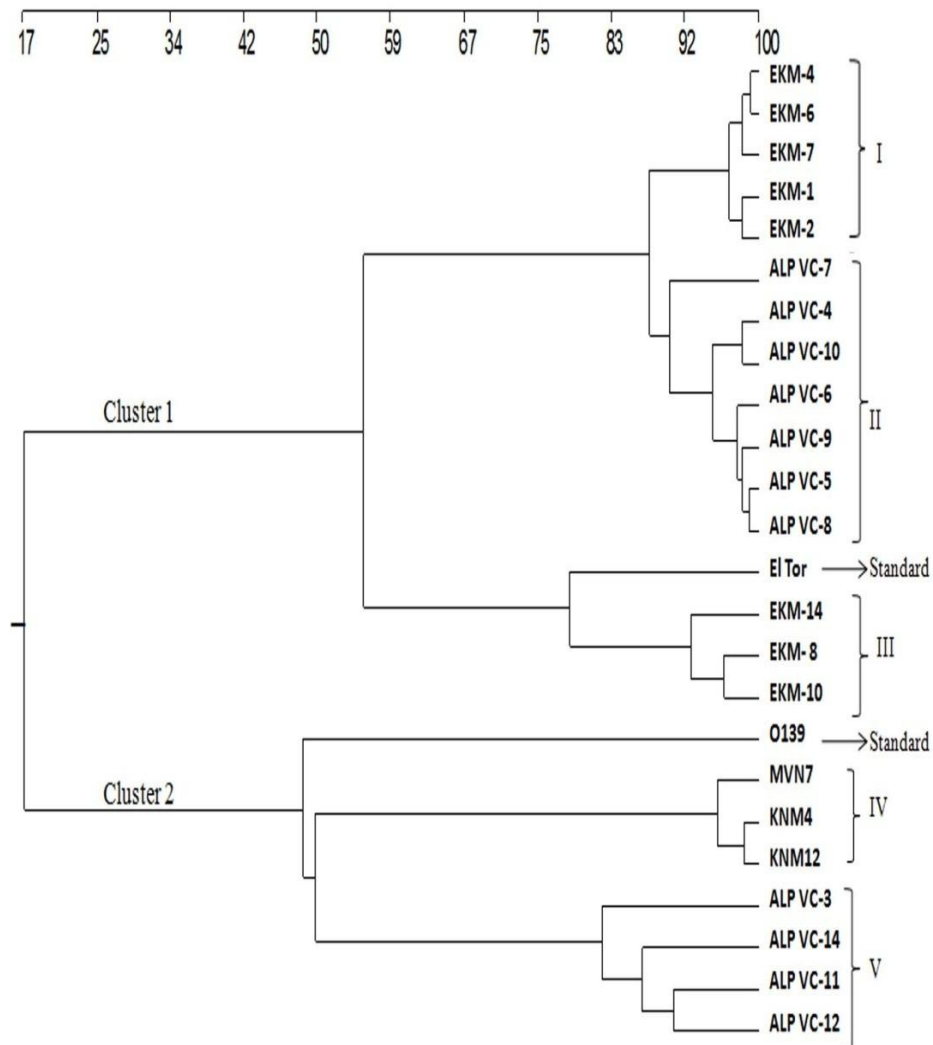 17 25 34 42 50 59 67 75 83 92 100
EKM-4
EKM-6
EKM-7
I
EKM-1
EKM-2
ALP VC-7
ALP VC-4
ALP VC-10
ALP VC-6
Cluster 1
II
ALP VC-9
ALP VC-5
ALP VC-8
El Tor Standard
EKM-14
EKM- 8
III
EKM-10
O139 Standard
MVN7
Cluster 2
IV
KNM4
KNM12
ALP VC-3
ALP VC-14
V
ALP VC-11
ALP VC-12